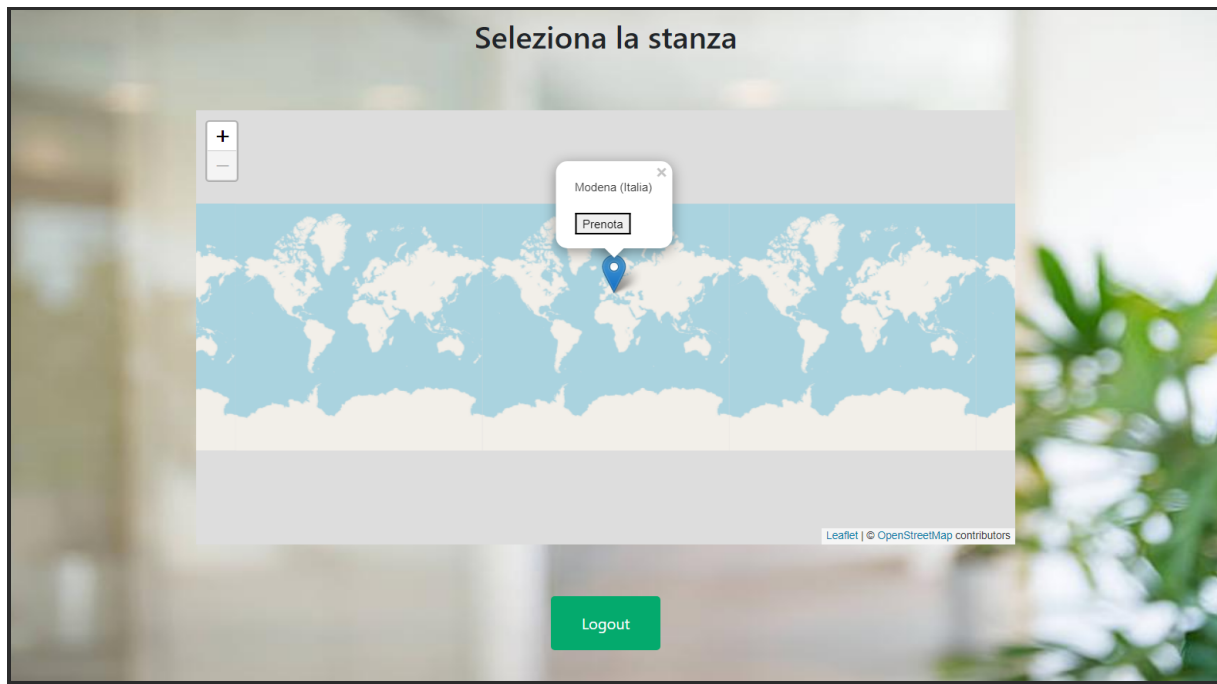 Seleziona la stanza
+
−
×
Modena (Italia)
Prenota
Leaflet | © OpenStreetMap contributors
Logout